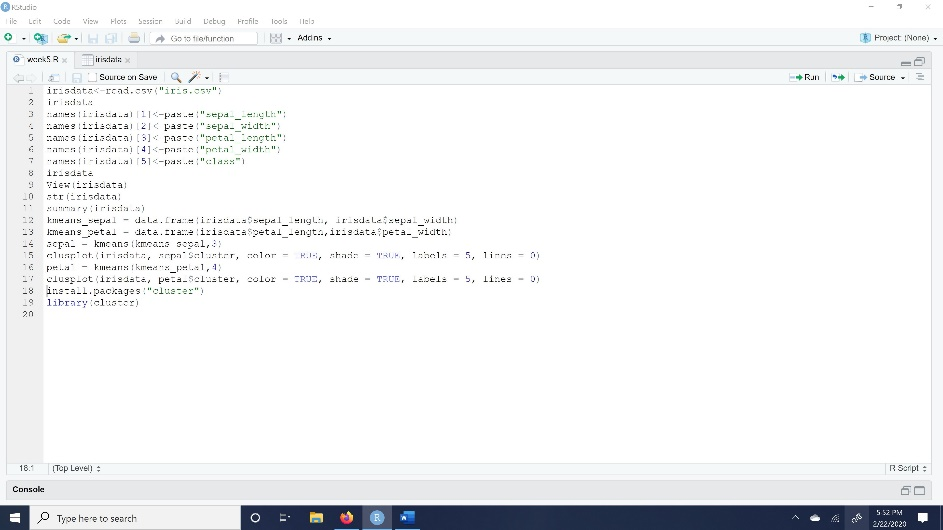 RStudio
File Edit Code View Plots Session Build Debug Profile Tools Help
Go to file/function Addins Project: (None)
week5.R irisdata
Source on Save Run Source
1 irisdata<-read.csv("iris.csv")
2 irisdata
3 names(irisdata)[1]<-paste("sepal_length")
4 names(irisdata)[2]<-paste("sepal_width")
5 names(irisdata)[3]<-paste("petal_length")
6 names(irisdata)[4]<-paste("petal_width")
7 names(irisdata)[5]<-paste("class")
8 irisdata
9 View(irisdata)
10 str(irisdata)
11 summary(irisdata)
12 kmeans_sepal = data.frame(irisdata$sepal_length, irisdata$sepal_width)
13 kmeans_petal = data.frame(irisdata$petal_length,irisdata$petal_width)
14 sepal = kmeans(kmeans_sepal,3)
15 clusplot(irisdata, sepal$cluster, color = TRUE, shade = TRUE, labels = 5, lines = 0)
16 petal = kmeans(kmeans_petal,4)
17 clusplot(irisdata, petal$cluster, color = TRUE, shade = TRUE, labels = 5, lines = 0)
18 install.packages("cluster")
19 library(cluster)
20
18:1 (Top Level) R Script
Console
Type here to search
5:52 PM
2/22/2020